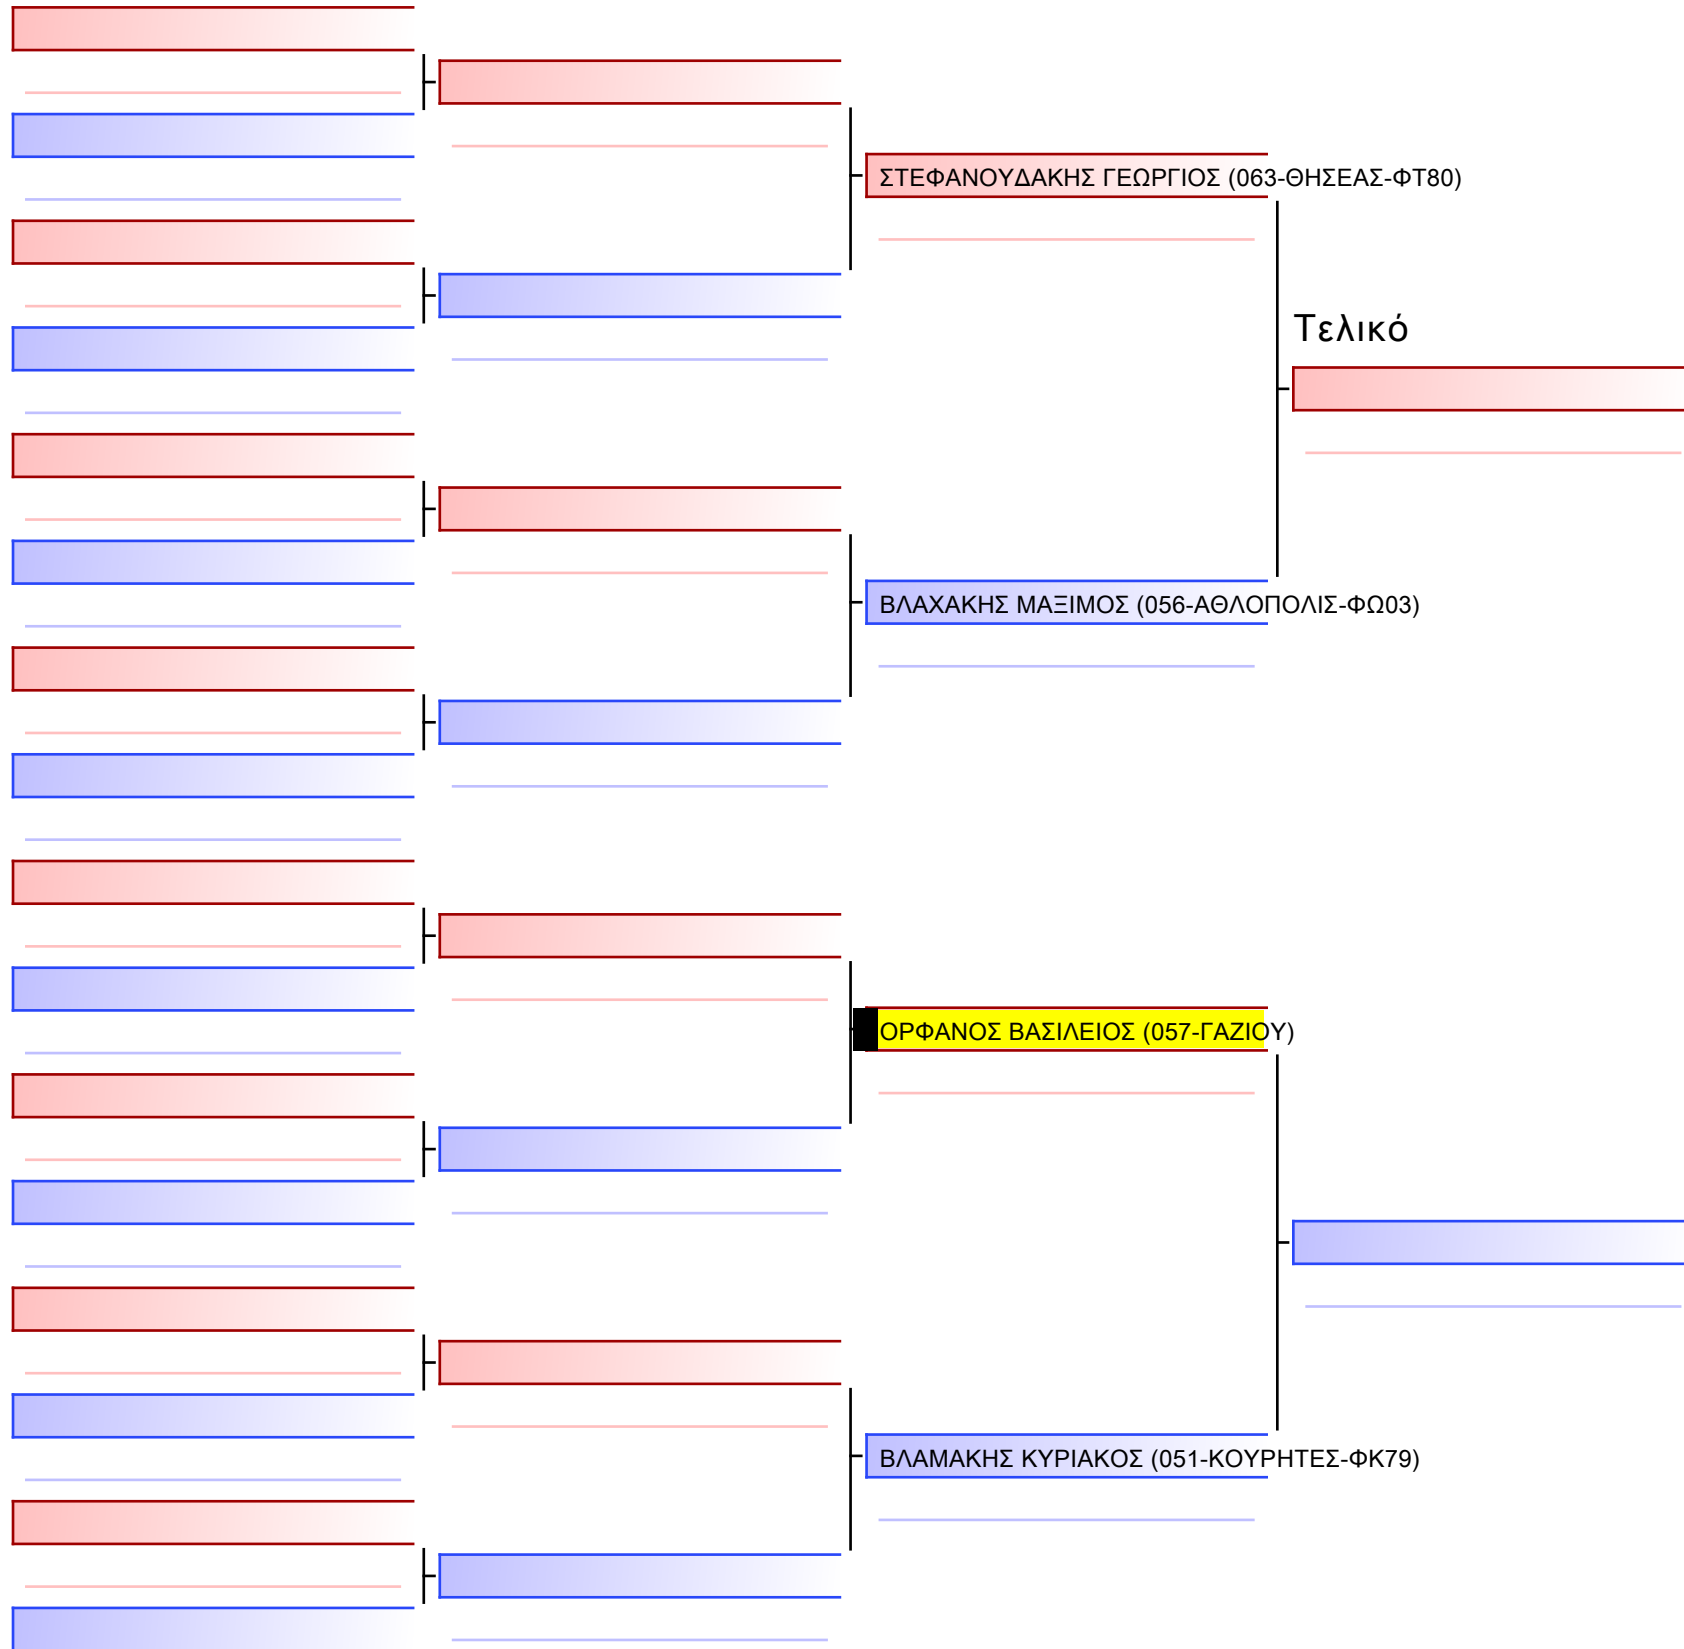 ΣΤΕΦΑΝΟΥΔΑΚΗΣ ΓΕΩΡΓΙΟΣ (063-ΘΗΣΕΑΣ-ΦΤ80)
Τελικό
ΒΛΑΧΑΚΗΣ ΜΑΞΙΜΟΣ (056-ΑΘΛΟΠΟΛΙΣ-ΦΩ03)
ΟΡΦΑΝΟΣ ΒΑΣΙΛΕΙΟΣ (057-ΓΑΖΙΟΥ)
ΒΛΑΜΑΚΗΣ ΚΥΡΙΑΚΟΣ (051-ΚΟΥΡΗΤΕΣ-ΦΚ79)